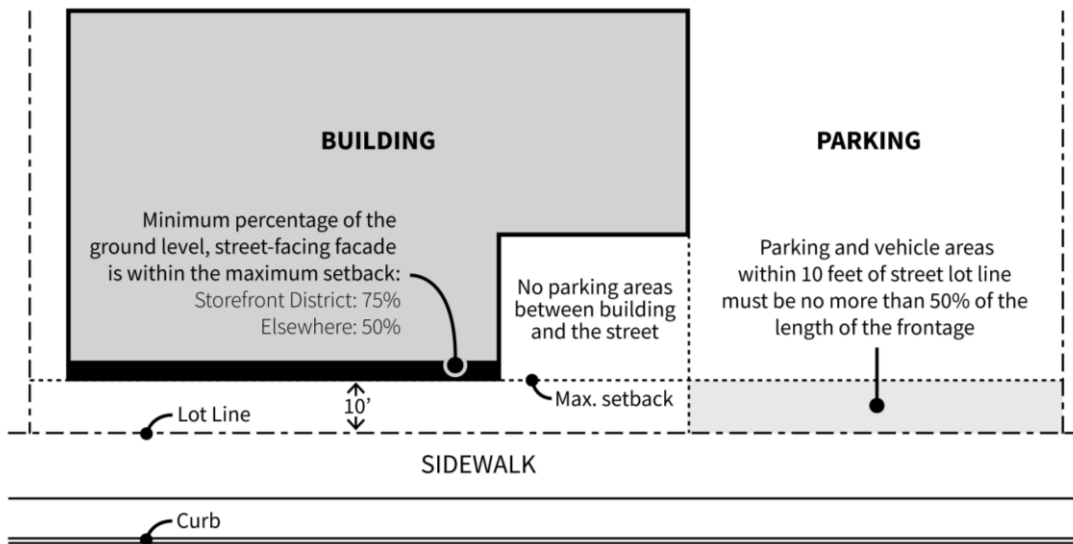 BUILDING
PARKING
Minimum percentage of the
ground level, street-facing facade
is within the maximum setback:
Storefront District: 75%
Elsewhere: 50%
No parking areas
between building
and the street
Parking and vehicle areas
within 10 feet of street lot line
must be no more than 50% of the
length of the frontage
10’
Max. setback
Lot Line
SIDEWALK
Curb